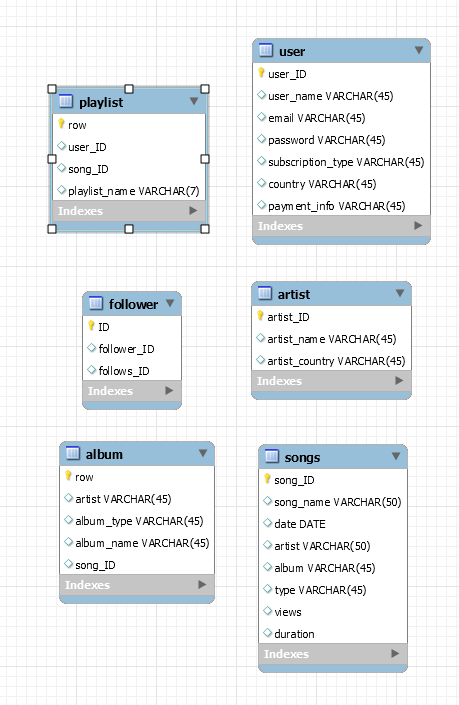 playlist
row
user_ID
song_ID
playlist_name VARCHAR(7)
Indexes
user
user_ID
user_name VARCHAR(45)
email VARCHAR(45)
password VARCHAR(45)
subscription_type VARCHAR(45)
country VARCHAR(45)
payment_info VARCHAR(45)
Indexes
follower
ID
follower_ID
follows_ID
Indexes
artist
artist_ID
artist_name VARCHAR(45)
artist_country VARCHAR(45)
Indexes
album
row
artist VARCHAR(45)
album_type VARCHAR(45)
album_name VARCHAR(45)
song_ID
Indexes
songs
song_ID
song_name VARCHAR(50)
date DATE
artist VARCHAR(50)
album VARCHAR(45)
type VARCHAR(45)
views
duration
Indexes